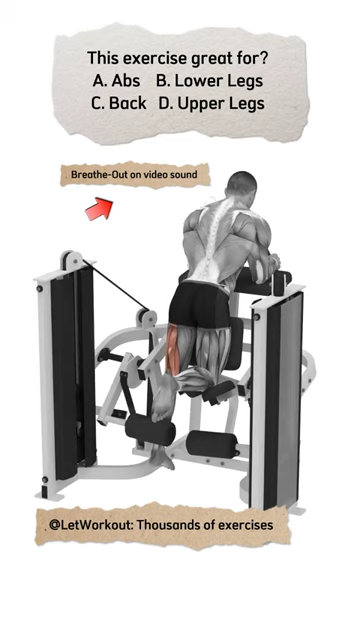 This exercise great for?
A. Abs B. Lower Legs
C. Back D. Upper Legs
Breathe-Out on video sound
@LetWorkout: Thousands of exercises